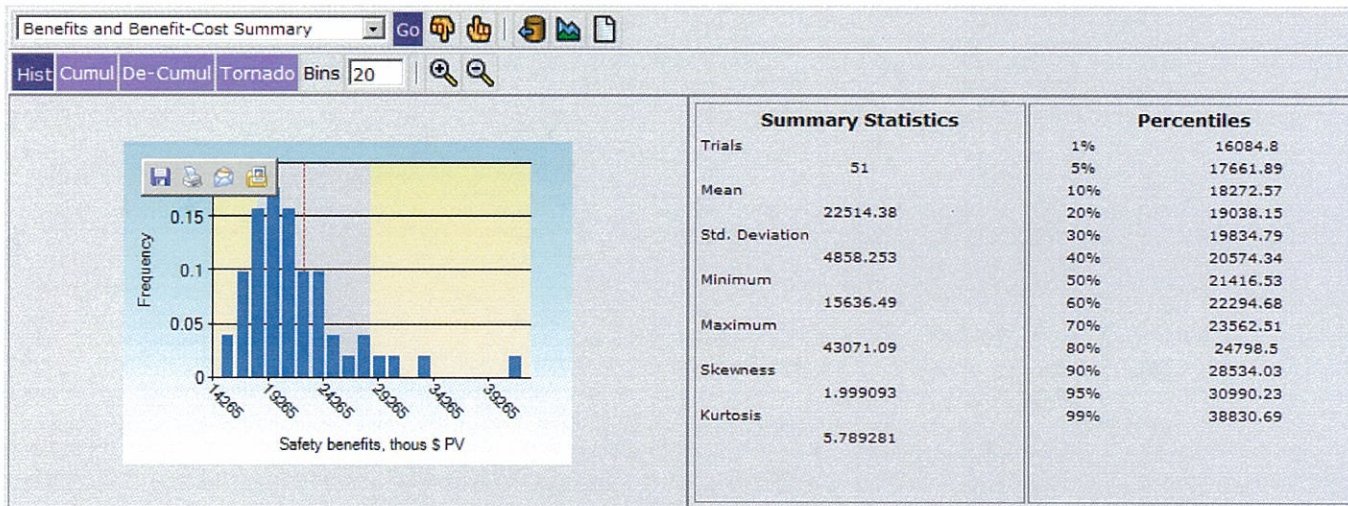 Benefits and Benefit-Cost Summary Go
Hist Cumul De-Cumul Tornado Bins 20
0.15
0.1
0.05
0
Frequency
14265 19265 24265 29265 34265 39265
Safety benefits, thous $ PV
Summary Statistics
Trials
51
Mean
22514.38
Std. Deviation
4858.253
Minimum
15636.49
Maximum
43071.09
Skewness
1.999093
Kurtosis
5.789281
Percentiles
1% 16084.8
5% 17661.89
10% 18272.57
20% 19038.15
30% 19834.79
40% 20574.34
50% 21416.53
60% 22294.68
70% 23562.51
80% 24798.5
90% 28534.03
95% 30990.23
99% 38830.69